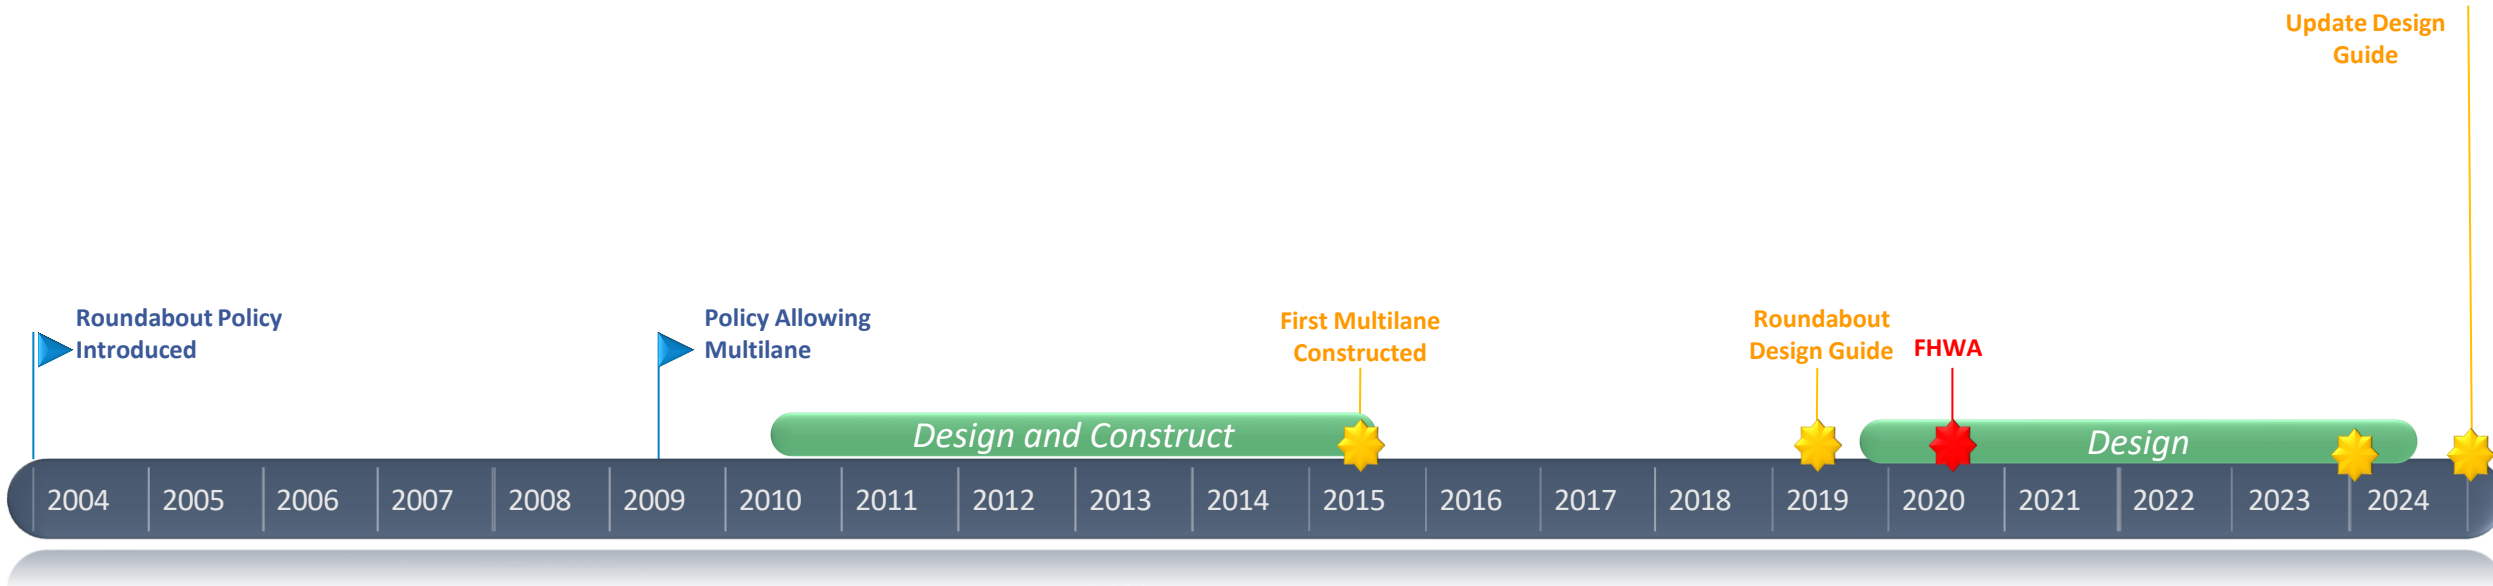 Update Design
Guide
Roundabout Policy
Introduced
Policy Allowing
Multilane
First Multilane
Constructed
Roundabout
Design Guide
FHWA
Design and Construct
Design
2004 2005 2006 2007 2008 2009 2010 2011 2012 2013 2014 2015 2016 2017 2018 2019 2020 2021 2022 2023 2024